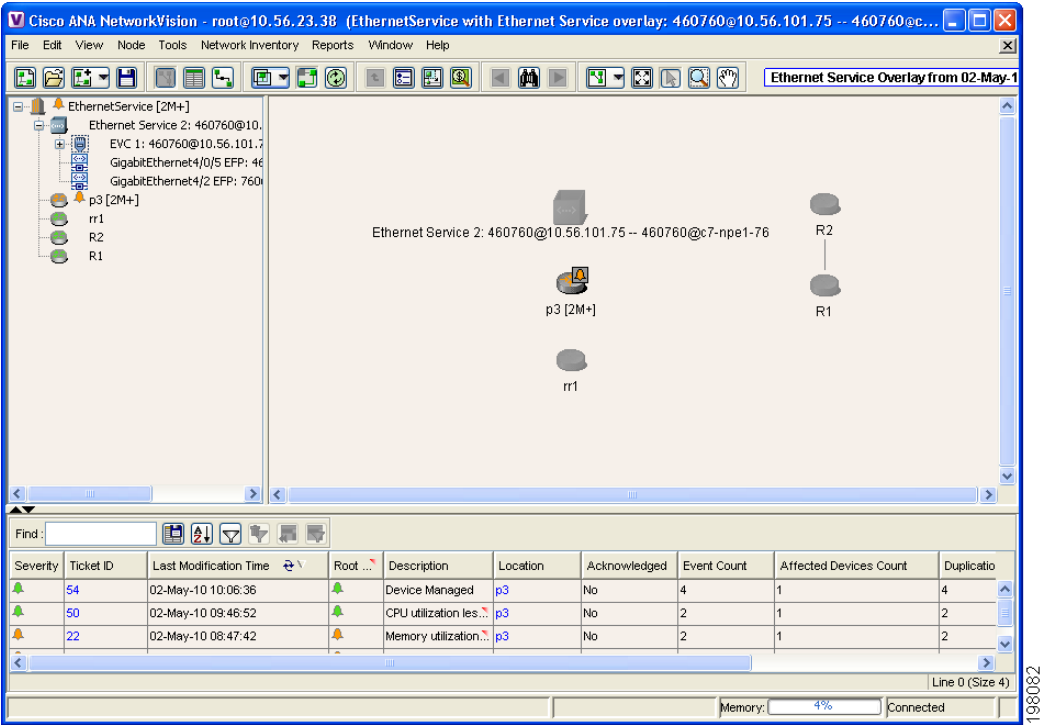 Cisco ANA NetworkVision - root@10.56.23.38 (EthernetService with Ethernet Service overlay: 460760@10.56.101.75 -- 460760@c...
File Edit View Node Tools Network Inventory Reports Window Help
Ethernet Service Overlay from 02-May-1
EthernetService [2M+]
Ethernet Service 2: 460760@10.
EVC 1: 460760@10.56.101.7
GigabitEthernet4/0/5 EFP: 46
GigabitEthernet4/2 EFP: 760
p3 [2M+]
rr1
R2
R1
Ethernet Service 2: 460760@10.56.101.75 -- 460760@c7-npe1-76
R2
p3 [2M+]
R1
rr1
Find :
Severity Ticket ID Last Modification Time Root ... Description Location Acknowledged Event Count Affected Devices Count Duplicatio
54 02-May-10 10:06:36 Device Managed p3 No 4 1 4
50 02-May-10 09:46:52 CPU utilization les... p3 No 2 1 2
22 02-May-10 08:47:42 Memory utilization... p3 No 2 1 2
Line 0 (Size 4)
Memory: 4% Connected
198082